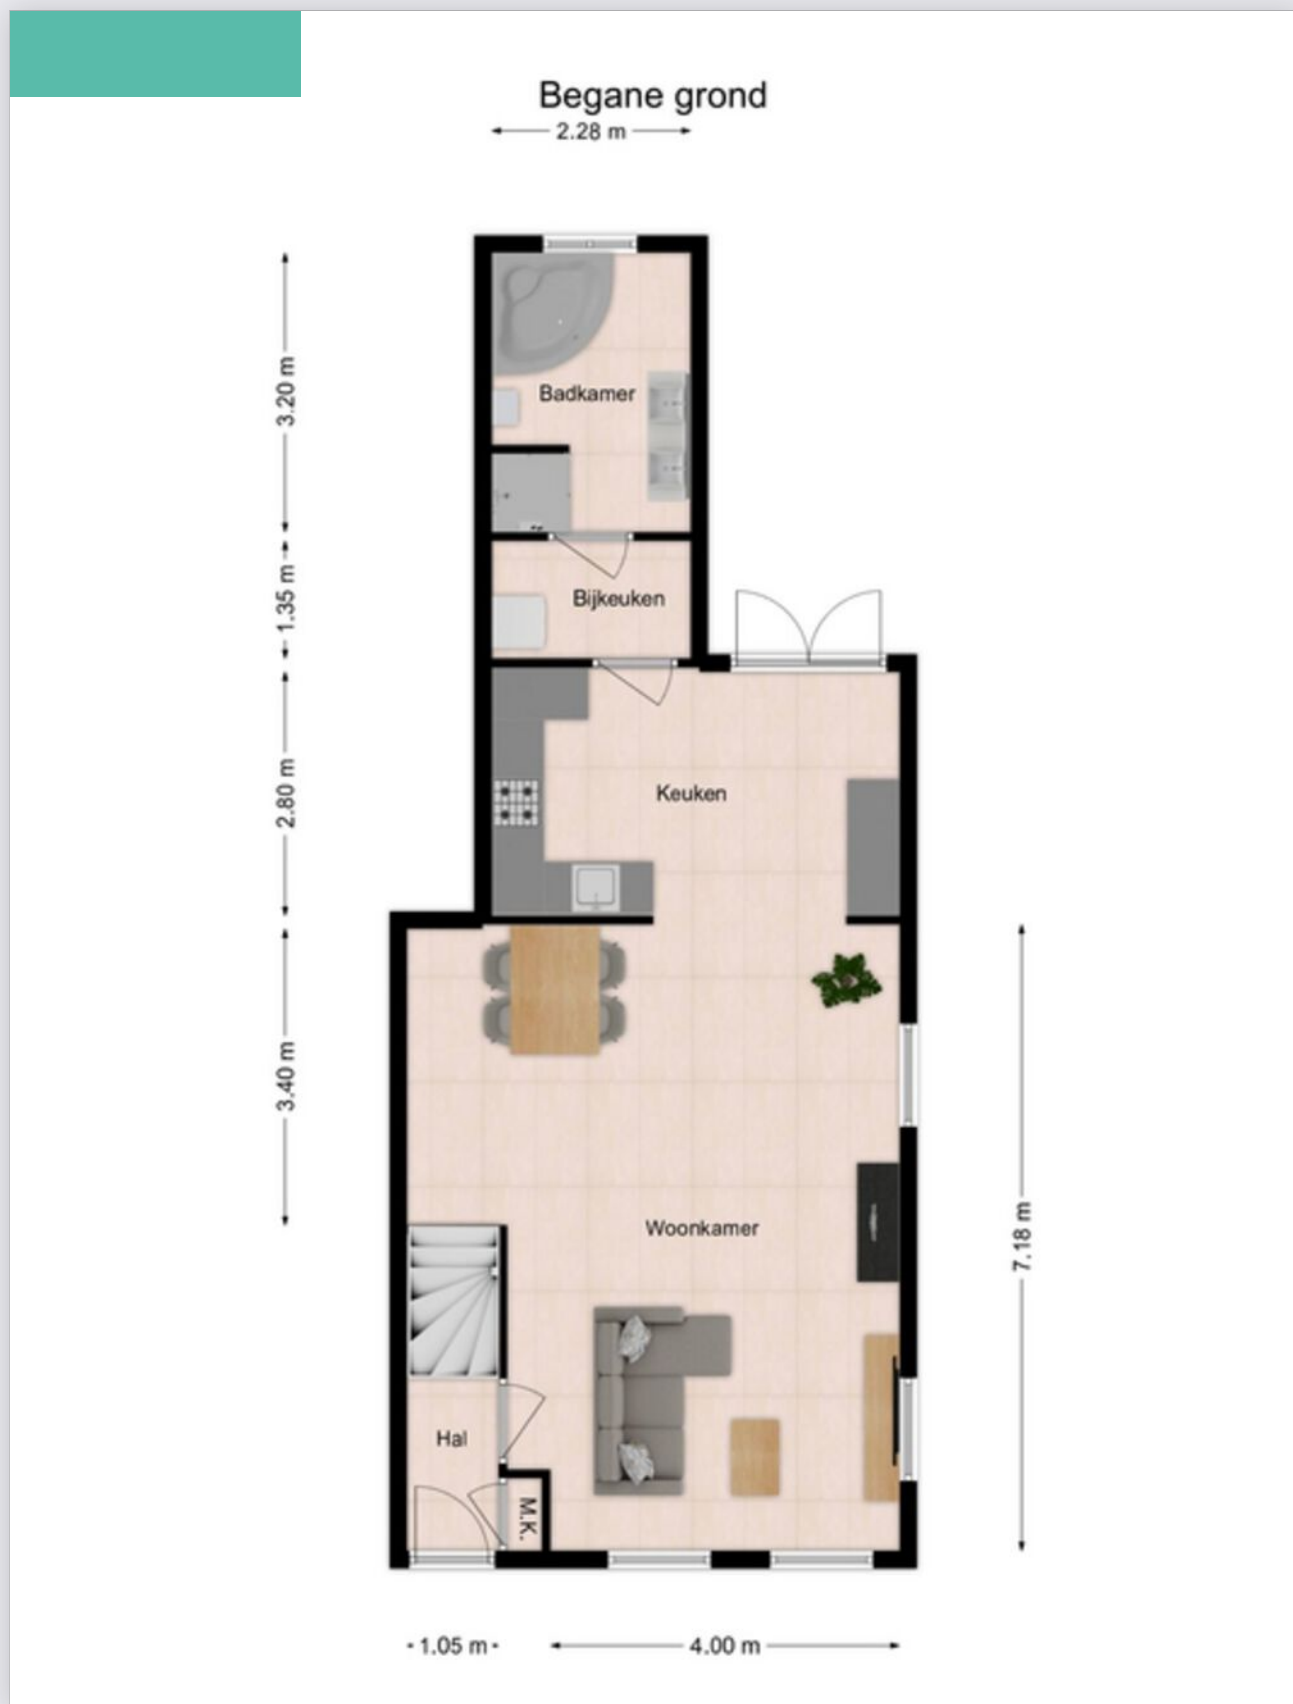 Begane grond
2.28 m
3.20 m
Badkamer
1.35 m
Bijkeuken
2.80 m
Keuken
3.40 m
7.18 m
Woonkamer
Hal
M.K.
1.05 m
4.00 m